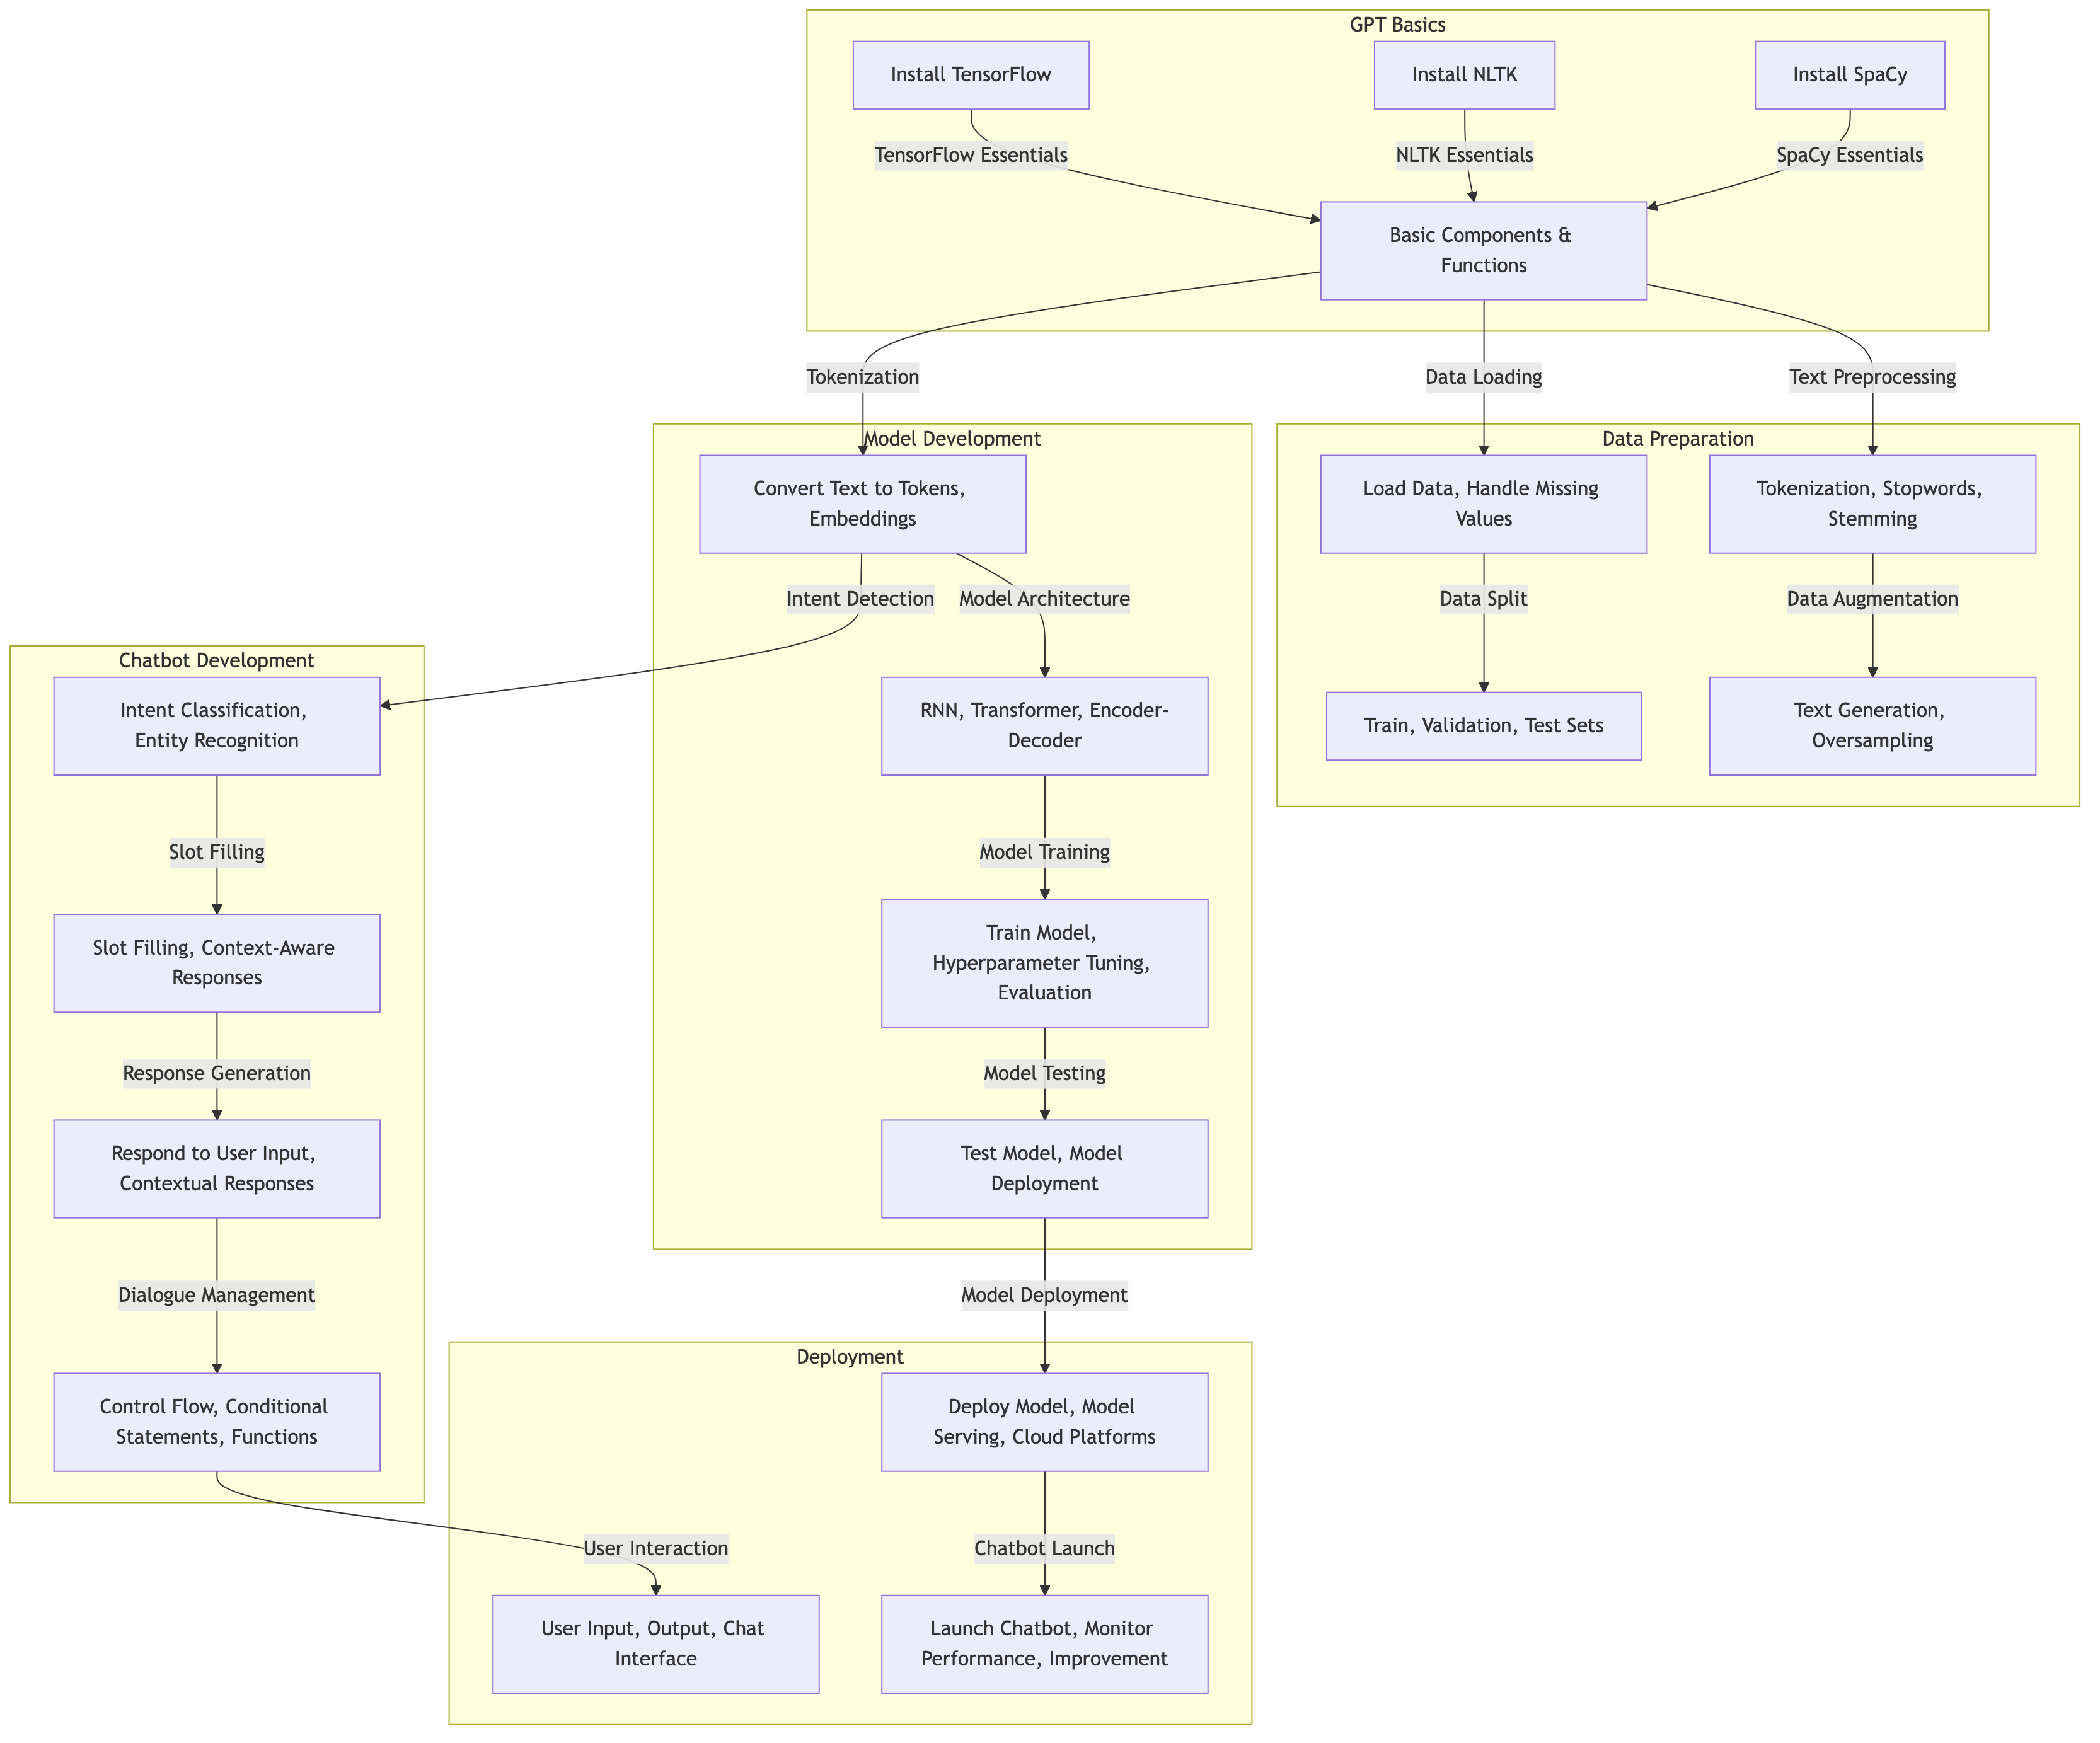 GPT Basics
Install TensorFlow
Install NLTK
Install SpaCy
TensorFlow Essentials
NLTK Essentials
SpaCy Essentials
Basic Components &
Functions
Tokenization
Data Loading
Text Preprocessing
Model Development
Data Preparation
Convert Text to Tokens,
Embeddings
Load Data, Handle Missing
Values
Tokenization, Stopwords,
Stemming
Intent Detection
Model Architecture
Data Split
Data Augmentation
Chatbot Development
Intent Classification,
Entity Recognition
RNN, Transformer, Encoder-
Decoder
Train, Validation, Test Sets
Text Generation,
Oversampling
Slot Filling
Model Training
Slot Filling, Context-Aware
Responses
Train Model,
Hyperparameter Tuning,
Evaluation
Response Generation
Model Testing
Respond to User Input,
Contextual Responses
Test Model, Model
Deployment
Dialogue Management
Model Deployment
Deployment
Control Flow, Conditional
Statements, Functions
Deploy Model, Model
Serving, Cloud Platforms
User Interaction
Chatbot Launch
User Input, Output, Chat
Interface
Launch Chatbot, Monitor
Performance, Improvement